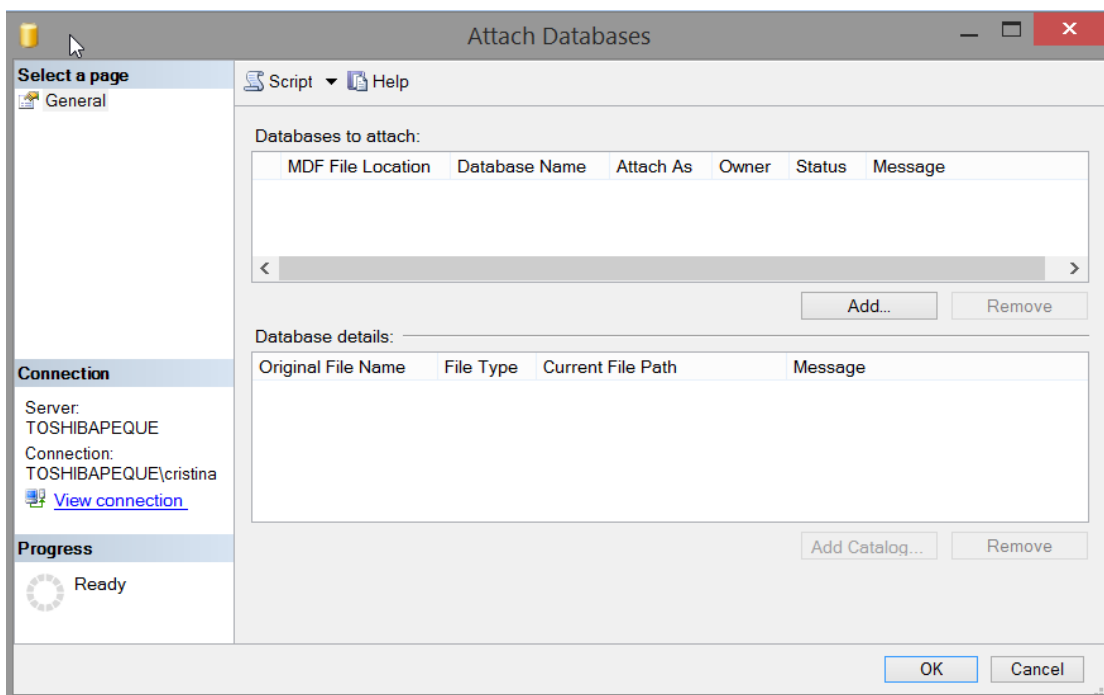 Attach Databases
Select a page
General
Script Help
Databases to attach:
MDF File Location Database Name Attach As Owner Status Message
Add... Remove
Database details:
Original File Name File Type Current File Path Message
Add Catalog... Remove
Connection
Server:
TOSHIBAPEQUE
Connection:
TOSHIBAPEQUE\cristina
View connection
Progress
Ready
OK Cancel